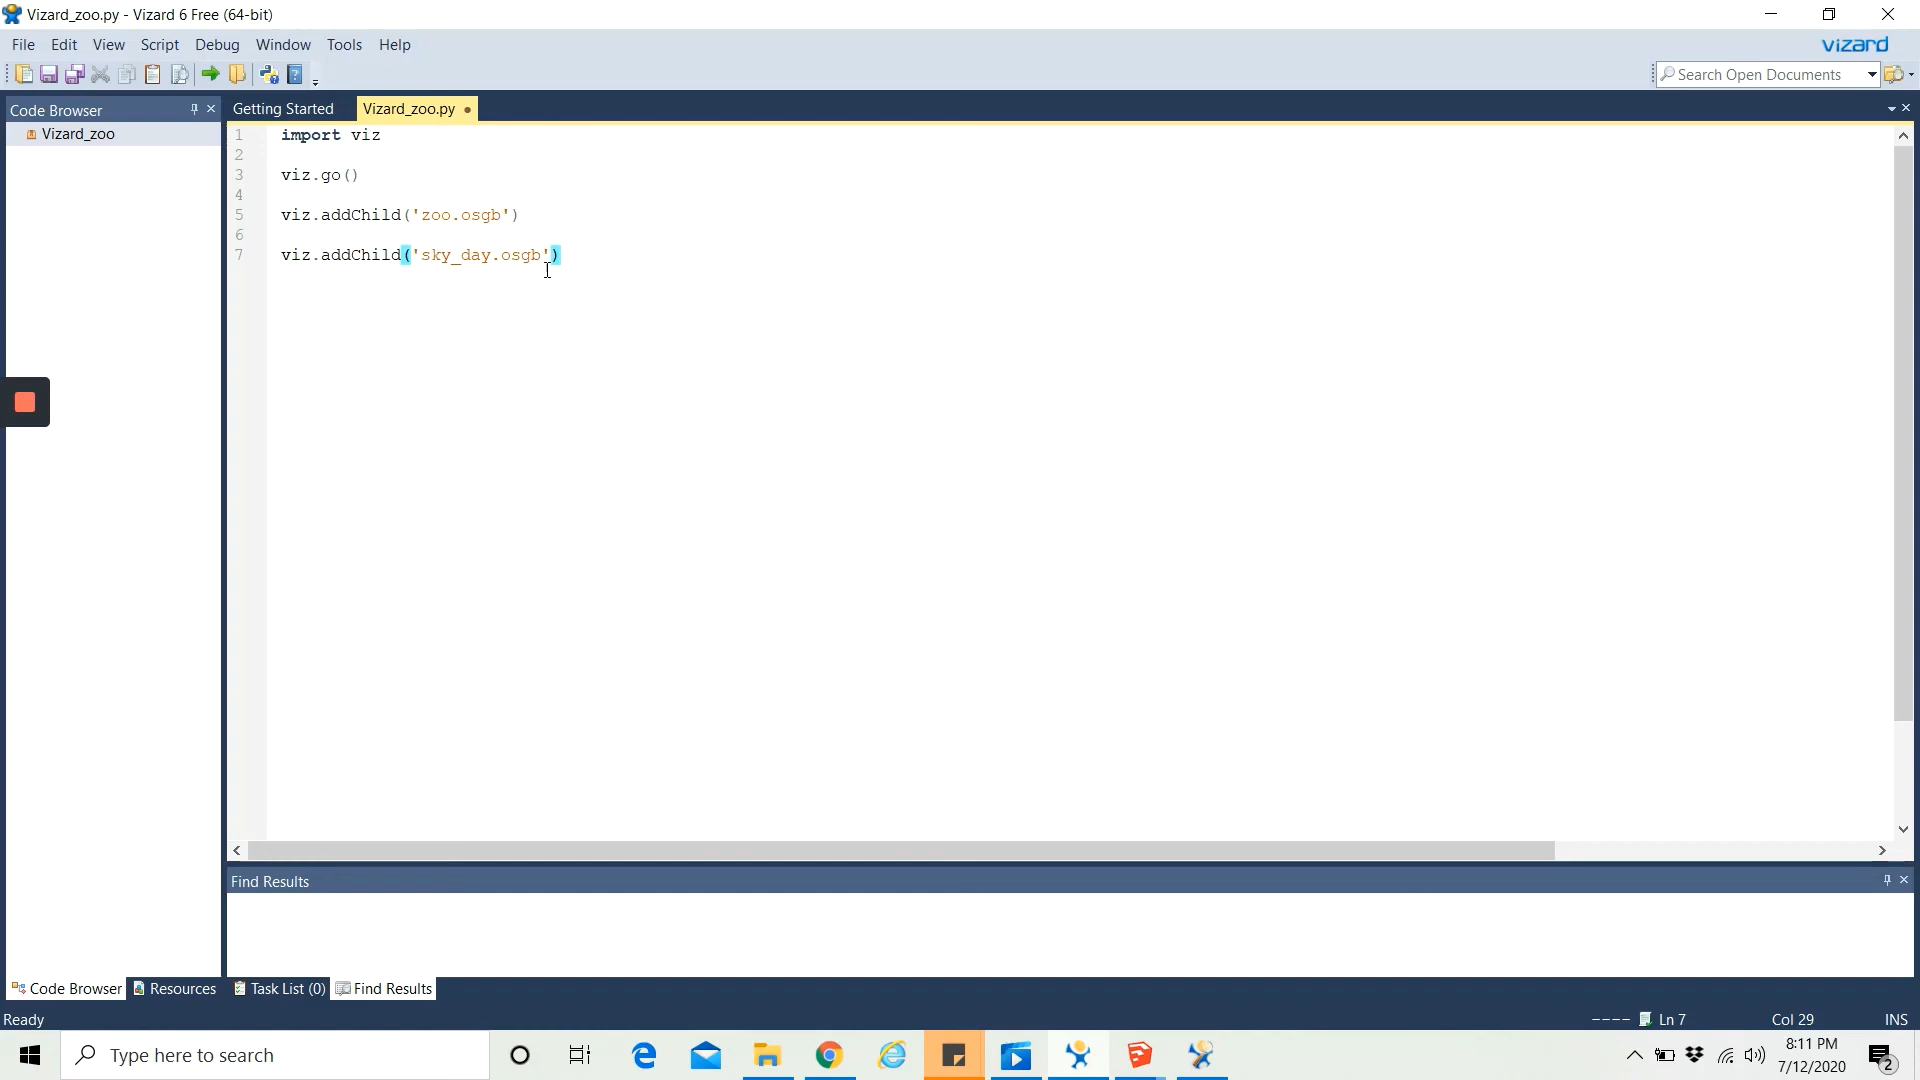 Vizard_zoo.py - Vizard 6 Free (64-bit)
File Edit View Script Debug Window Tools Help
vizard
Search Open Documents
Code Browser
Getting Started
Vizard_zoo.py
Vizard_zoo
1 import viz
2
3 viz.go()
4
5 viz.addChild('zoo.osgb')
6
7 viz.addChild('sky_day.osgb')
Find Results
Code Browser
Resources
Task List (0)
Find Results
Ready
Ln 7
Col 29
INS
Type here to search
8:11 PM
7/12/2020
2